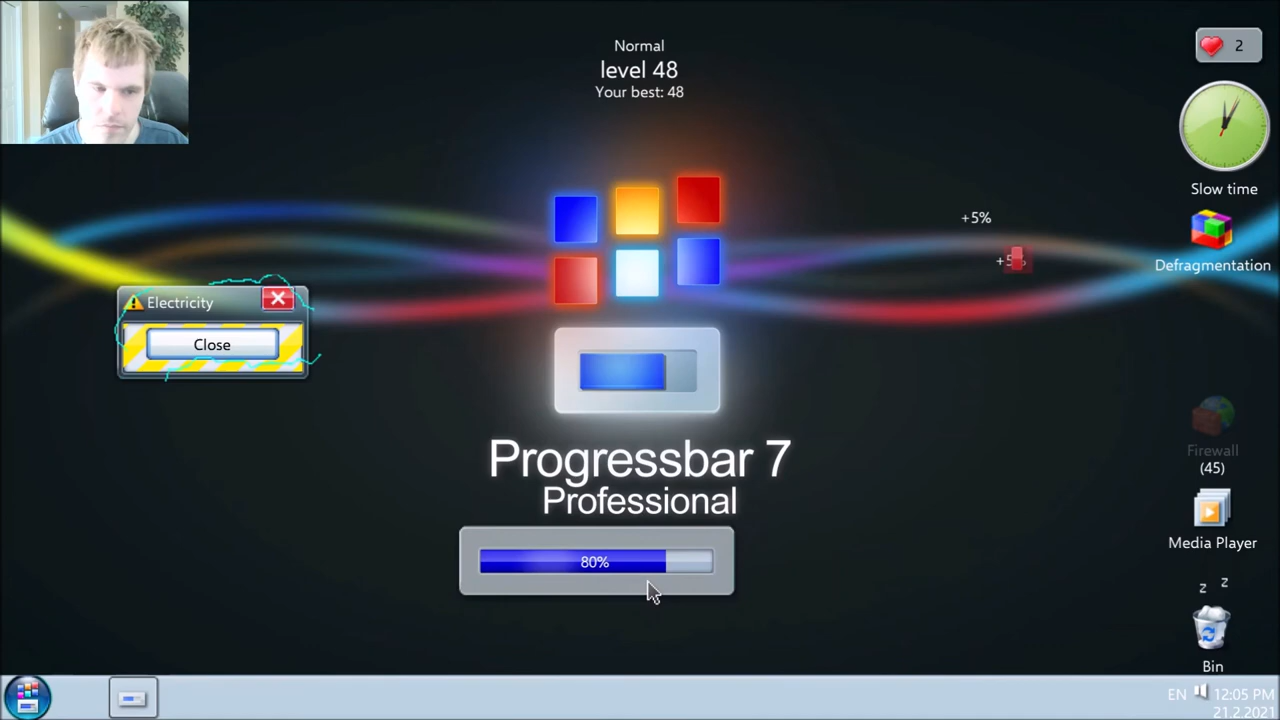 Normal
level 48
Your best: 48
2
Slow time
+5%
Defragmentation
Electricity
Close
Progressbar 7
Professional
Firewall
(45)
Media Player
80%
z z
Bin
EN 12:05 PM
21.2.2021